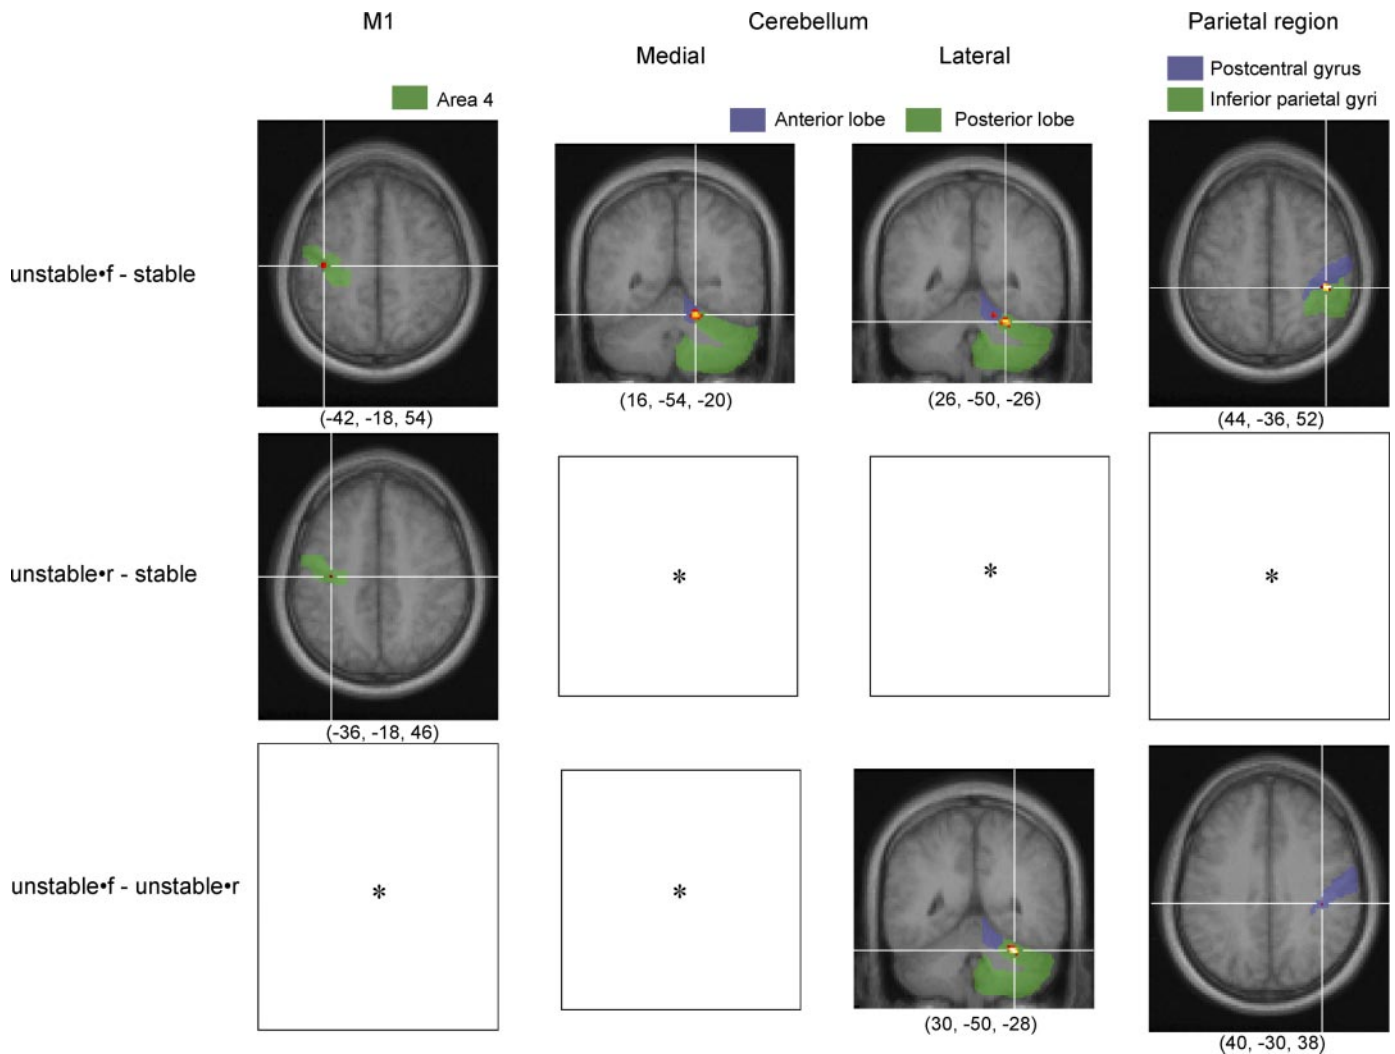 M1
Cerebellum
Parietal region
Medial
Lateral
Postcentral gyrus
Inferior parietal gyri
Area 4
Anterior lobe
Posterior lobe
unstable•f - stable
(-42, -18, 54)
(16, -54, -20)
(26, -50, -26)
(44, -36, 52)
unstable•r - stable
*
*
*
(-36, -18, 46)
unstable•f - unstable•r
*
*
(30, -50, -28)
(40, -30, 38)